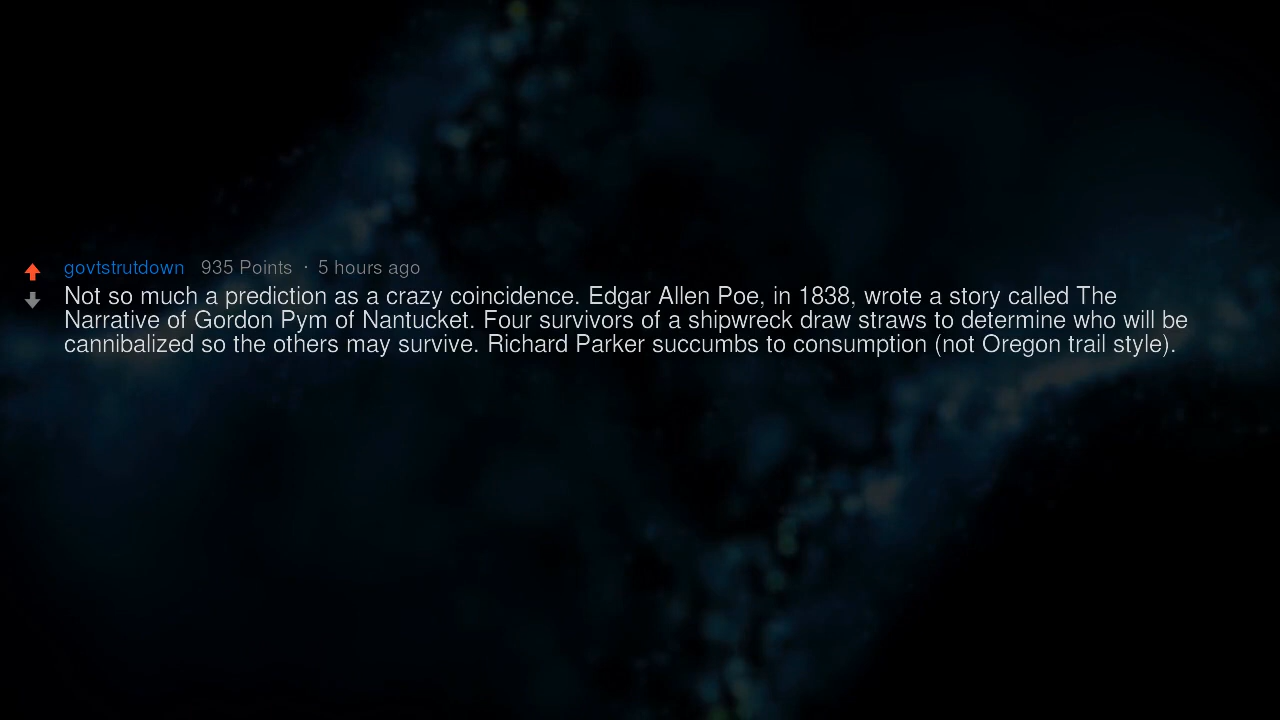 govtstrutdown 935 Points · 5 hours ago
Not so much a prediction as a crazy coincidence. Edgar Allen Poe, in 1838, wrote a story called The
Narrative of Gordon Pym of Nantucket. Four survivors of a shipwreck draw straws to determine who will be
cannibalized so the others may survive. Richard Parker succumbs to consumption (not Oregon trail style).